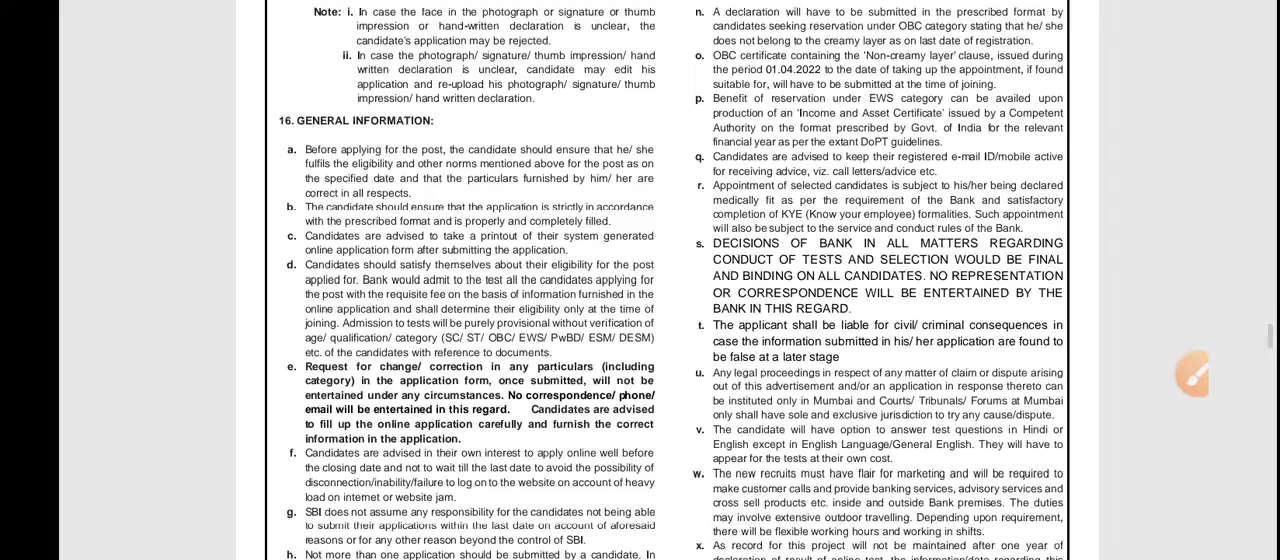 Note: i. In case the face in the photograph or signature or thumb
impression or hand-written declaration is unclear, the
candidate's application may be rejected.
ii. In case the photograph/ signature/ thumb impression/ hand
written declaration is unclear, candidate may edit his
application and re-upload his photograph/ signature/ thumb
impression/ hand written declaration.
16. GENERAL INFORMATION:
a. Before applying for the post, the candidate should ensure that he/ she
fulfils the eligibility and other norms mentioned above for the post as on
the specified date and that the particulars furnished by him/ her are
correct in all respects.
b. The candidate should ensure that the application is strictly in accordance
with the prescribed format and is properly and completely filled.
c. Candidates are advised to take a printout of their system generated
online application form after submitting the application.
d. Candidates should satisfy themselves about their eligibility for the post
applied for. Bank would admit to the test all the candidates applying for
the post with the requisite fee on the basis of information furnished in the
online application and shall determine their eligibility only at the time of
joining. Admission to tests will be purely provisional without verification of
age/ qualification/ category (SC/ ST/ OBC/ EWS/ PwBD/ ESM/ DESM)
etc. of the candidates with reference to documents.
e. Request for change/ correction in any particulars (including
category) in the application form, once submitted, will not be
entertained under any circumstances. No correspondence/ phone/
email will be entertained in this regard. Candidates are advised
to fill up the online application carefully and furnish the correct
information in the application.
f. Candidates are advised in their own interest to apply online well before
the closing date and not to wait till the last date to avoid the possibility of
disconnection/inability/failure to log on to the website on account of heavy
load on internet or website jam.
g. SBI does not assume any responsibility for the candidates not being able
to submit their applications within the last date on account of aforesaid
reasons or for any other reason beyond the control of SBI.
h. Not more than one application should be submitted by a candidate. In
n. A declaration will have to be submitted in the prescribed format by
candidates seeking reservation under OBC category stating that he/ she
does not belong to the creamy layer as on last date of registration.
o. OBC certificate containing the 'Non-creamy layer' clause, issued during
the period 01.04.2022 to the date of taking up the appointment, if found
suitable for, will have to be submitted at the time of joining.
p. Benefit of reservation under EWS category can be availed upon
production of an 'Income and Asset Certificate' issued by a Competent
Authority on the format prescribed by Govt. of India for the relevant
financial year as per the extant DoPT guidelines.
q. Candidates are advised to keep their registered e-mail ID/mobile active
for receiving advice, viz. call letters/advice etc.
r. Appointment of selected candidates is subject to his/her being declared
medically fit as per the requirement of the Bank and satisfactory
completion of KYE (Know your employee) formalities. Such appointment
will also be subject to the service and conduct rules of the Bank.
s. DECISIONS OF BANK IN ALL MATTERS REGARDING
CONDUCT OF TESTS AND SELECTION WOULD BE FINAL
AND BINDING ON ALL CANDIDATES. NO REPRESENTATION
OR CORRESPONDENCE WILL BE ENTERTAINED BY THE
BANK IN THIS REGARD.
t. The applicant shall be liable for civil/ criminal consequences in
case the information submitted in his/ her application are found to
be false at a later stage
u. Any legal proceedings in respect of any matter of claim or dispute arising
out of this advertisement and/or an application in response thereto can
be instituted only in Mumbai and Courts/ Tribunals/ Forums at Mumbai
only shall have sole and exclusive jurisdiction to try any cause/dispute.
v. The candidate will have option to answer test questions in Hindi or
English except in English Language/General English. They will have to
appear for the tests at their own cost.
w. The new recruits must have flair for marketing and will be required to
make customer calls and provide banking services, advisory services and
cross sell products etc. inside and outside Bank premises. The duties
may involve extensive outdoor travelling. Depending upon requirement,
there will be flexible working hours and working in shifts.
x. As record for this project will not be maintained after one year of
declaration of result of online test, the information/data regarding this